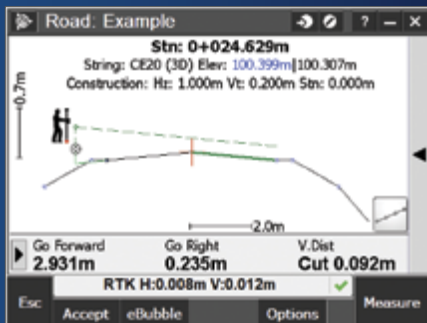 Road: Example
Stn: 0+024.629m
String: CE20 (3D) Elev: 100.399m|100.307m
Construction: Hz: 1.000m Vt: 0.200m Stn: 0.000m
0.7m
2.0m
Go Forward Go Right V.Dist
2.931m 0.235m Cut 0.092m
RTK H:0.008m V:0.012m
Esc Accept eBubble Options Measure